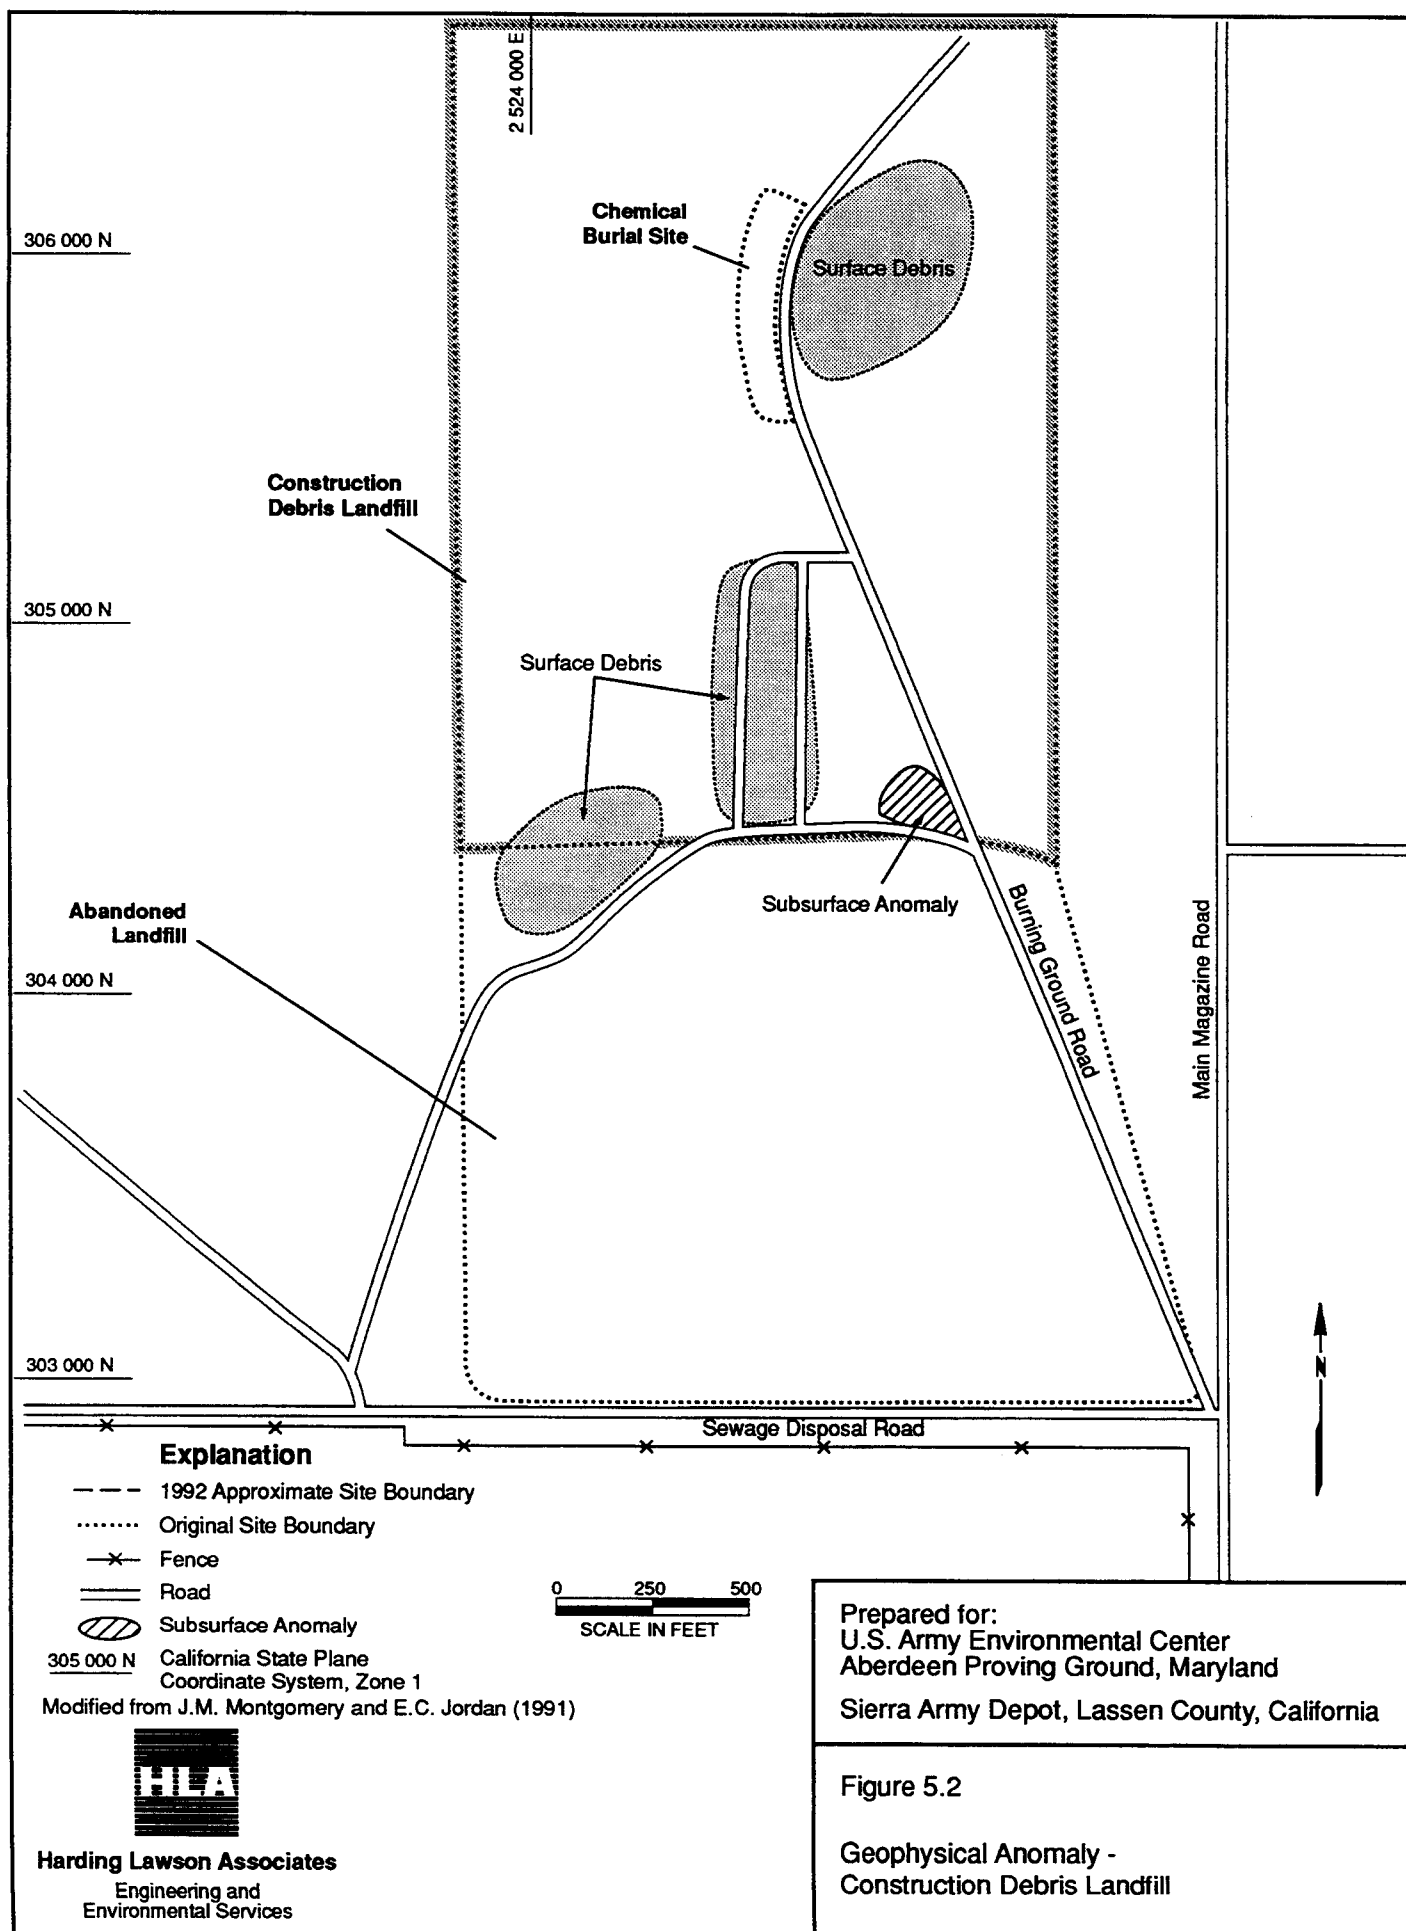 2 524 000 E
Chemical
Burial Site
306 000 N
Surface Debris
Construction
Debris Landfill
305 000 N
Surface Debris
Subsurface Anomaly
Abandoned
Landfill
304 000 N
Burning Ground Road
Main Magazine Road
N
303 000 N
Sewage Disposal Road
Explanation
1992 Approximate Site Boundary
Original Site Boundary
Fence
Road
Subsurface Anomaly
305 000 N California State Plane
Coordinate System, Zone 1
Modified from J.M. Montgomery and E.C. Jordan (1991)
0 250 500
SCALE IN FEET
HLA
Harding Lawson Associates
Engineering and
Environmental Services
Prepared for:
U.S. Army Environmental Center
Aberdeen Proving Ground, Maryland
Sierra Army Depot, Lassen County, California
Figure 5.2
Geophysical Anomaly -
Construction Debris Landfill